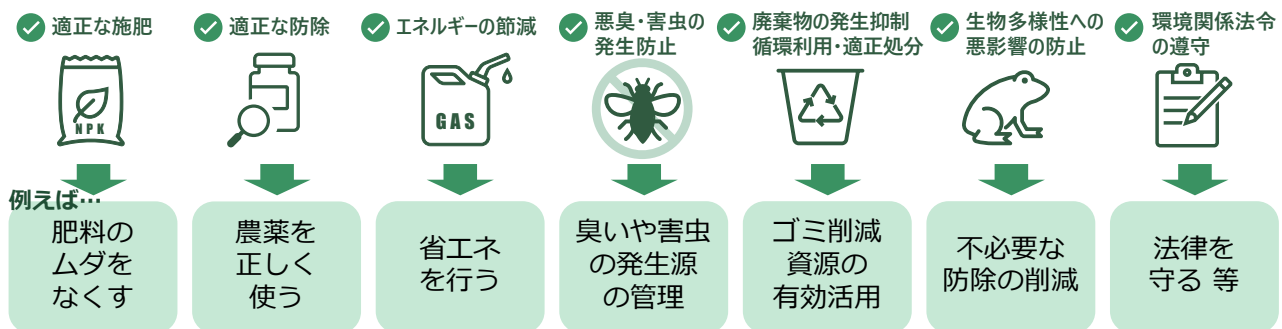 適正な施肥
適正な防除
エネルギーの節減
悪臭・害虫の
発生防止
廃棄物の発生抑制
循環利用・適正処分
生物多様性への
悪影響の防止
環境関係法令
の遵守
NPK
GAS
例えば…
肥料の
ムダを
なくす
農薬を
正しく
使う
省エネ
を行う
臭いや害虫
の発生源
の管理
ゴミ削減
資源の
有効活用
不必要な
防除の削減
法律を
守る 等